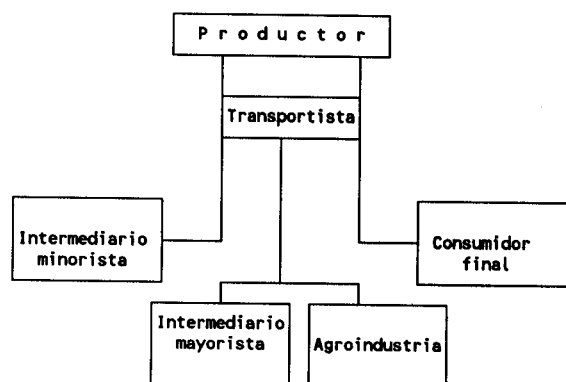 Productor
Transportista
Intermediario
minorista
Consumidor
final
Intermediario
mayorista
Agroindustria